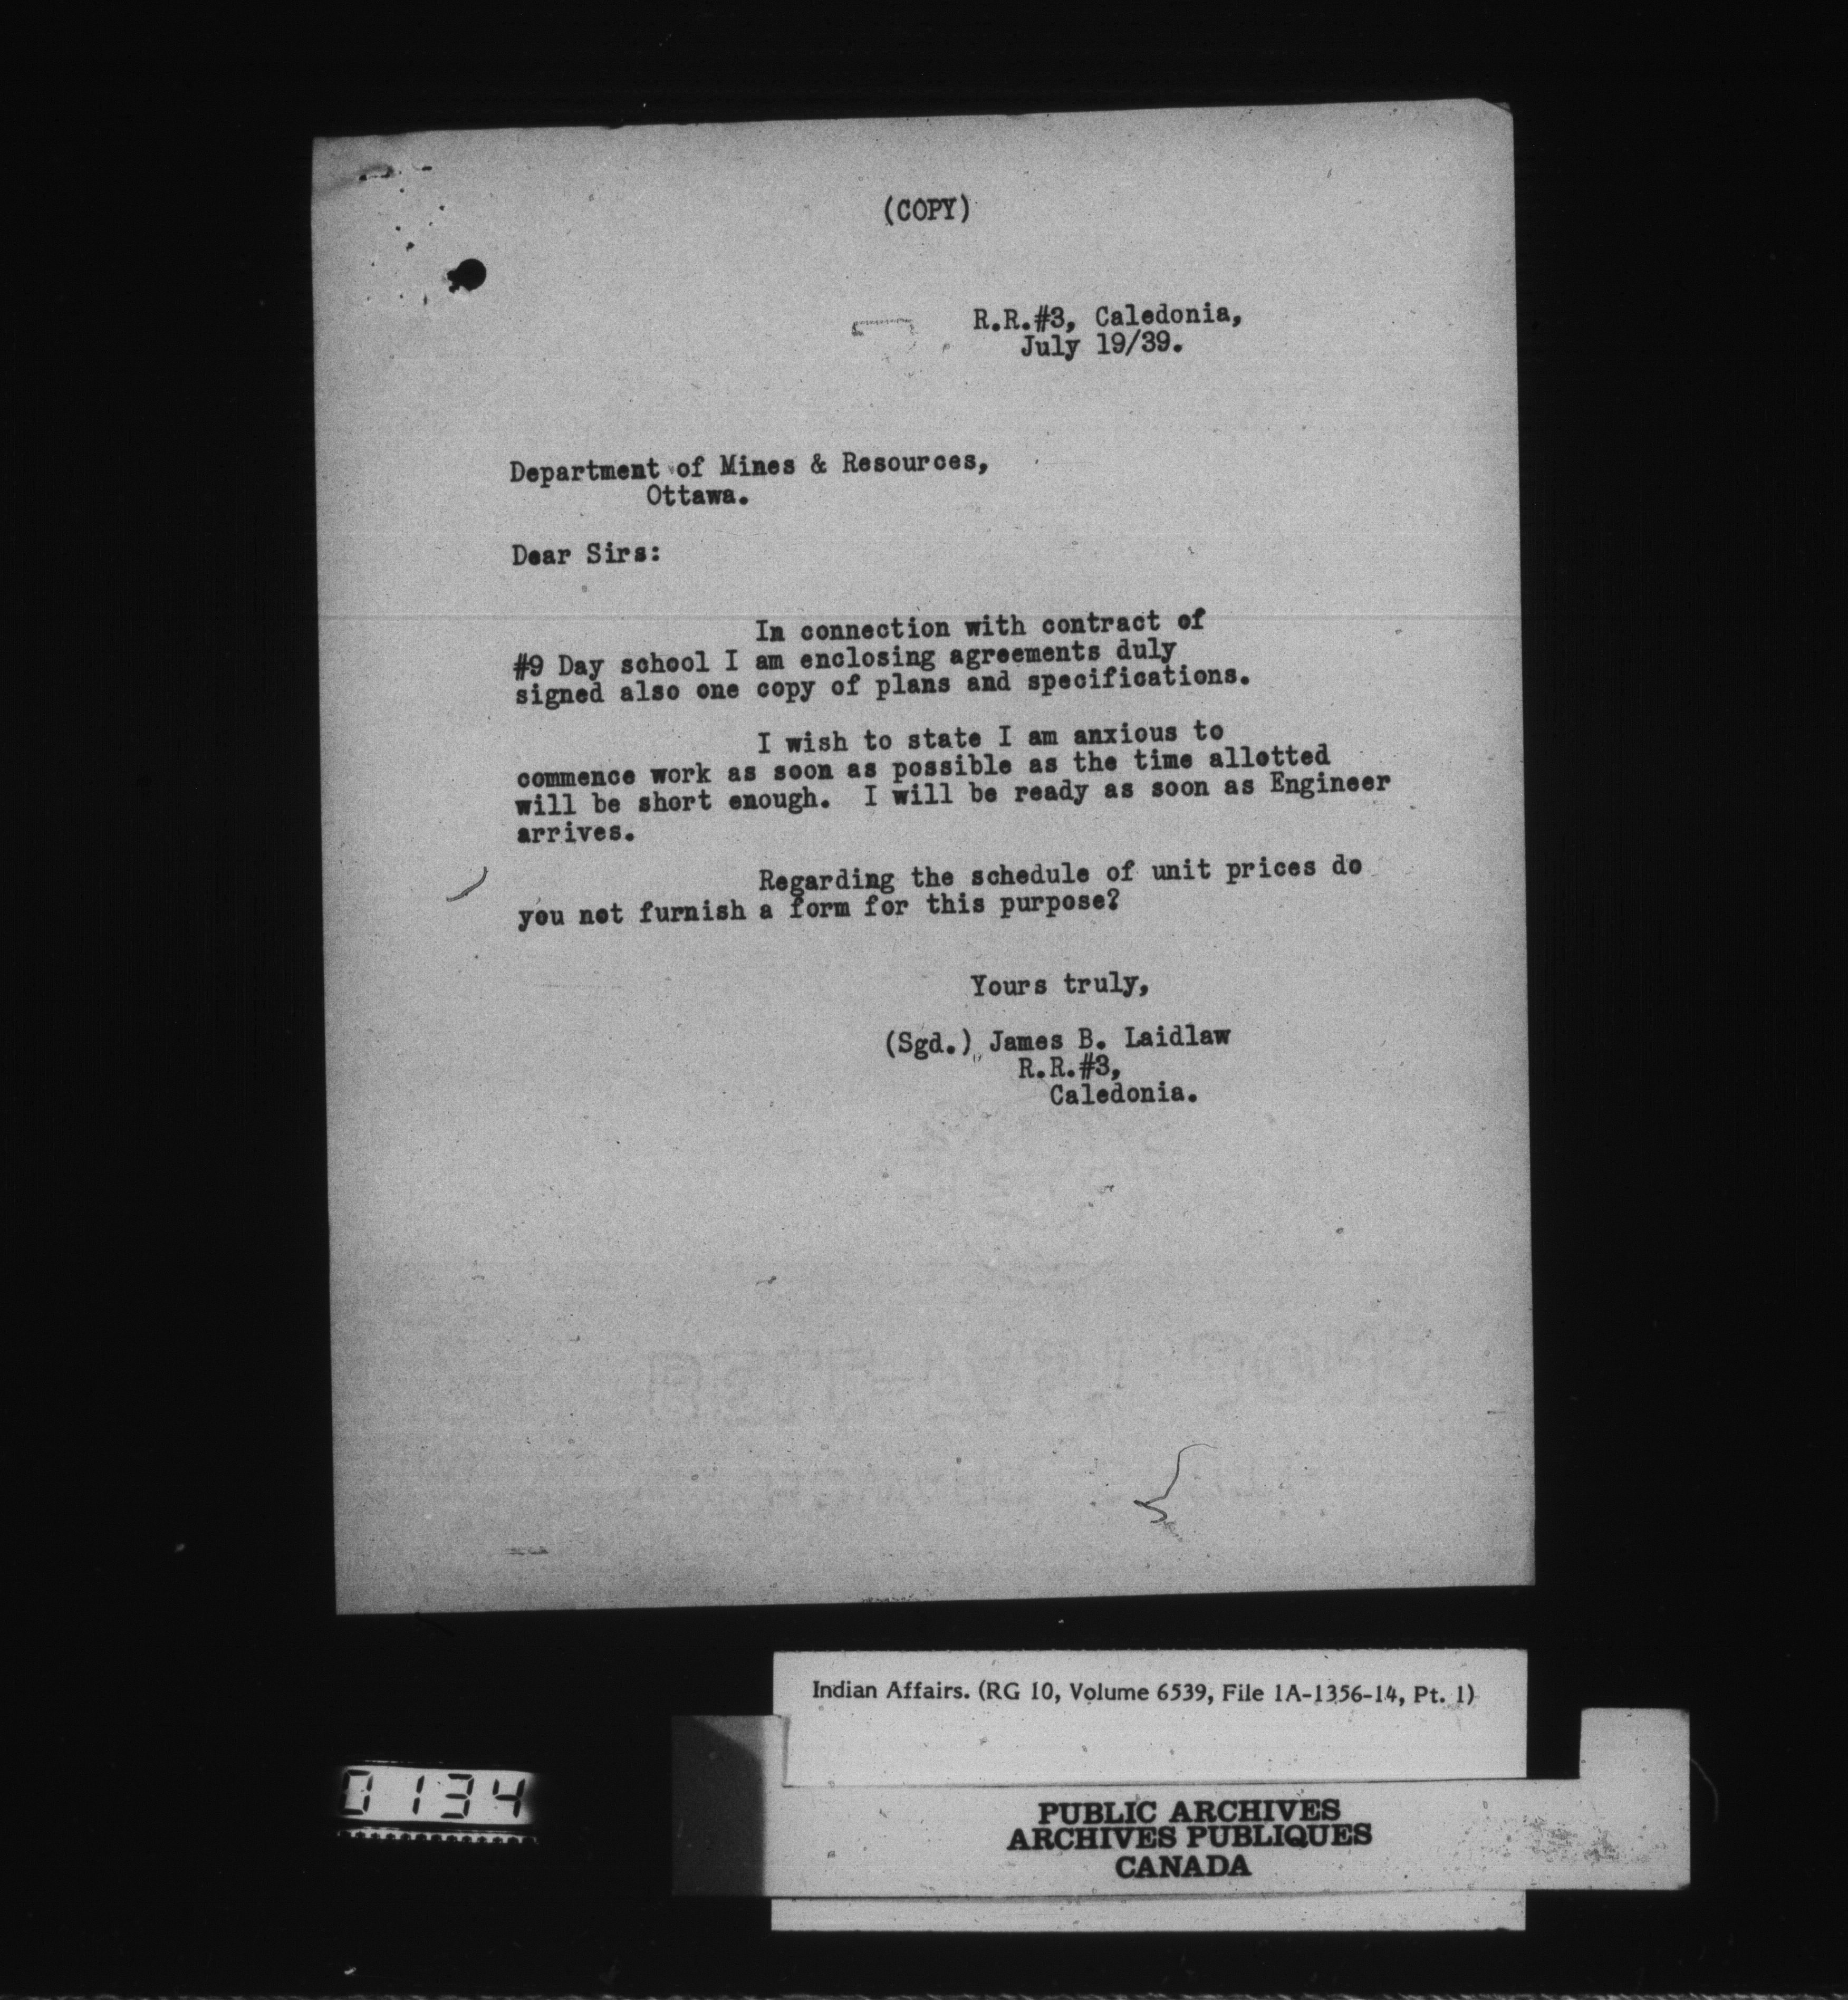 (COPY)
R.R.#3, Caledonia,
July 19/39.
Department of Mines & Resources,
Ottawa.
Dear Sirs:
In connection with contract of
#9 Day school I am enclosing agreements duly
signed also one copy of plans and specifications.
I wish to state I am anxious to
commence work as soon as possible as the time allotted
will be short enough. I will be ready as soon as Engineer
arrives.
Regarding the schedule of unit prices do
you not furnish a form for this purpose?
Yours truly,
(Sgd.) James B. Laidlaw
R.R.#3,
Caledonia.
Indian Affairs. (RG 10, Volume 6539, File 1A-1356-14, Pt. 1)
0134
PUBLIC ARCHIVES
ARCHIVES PUBLIQUES
CANADA